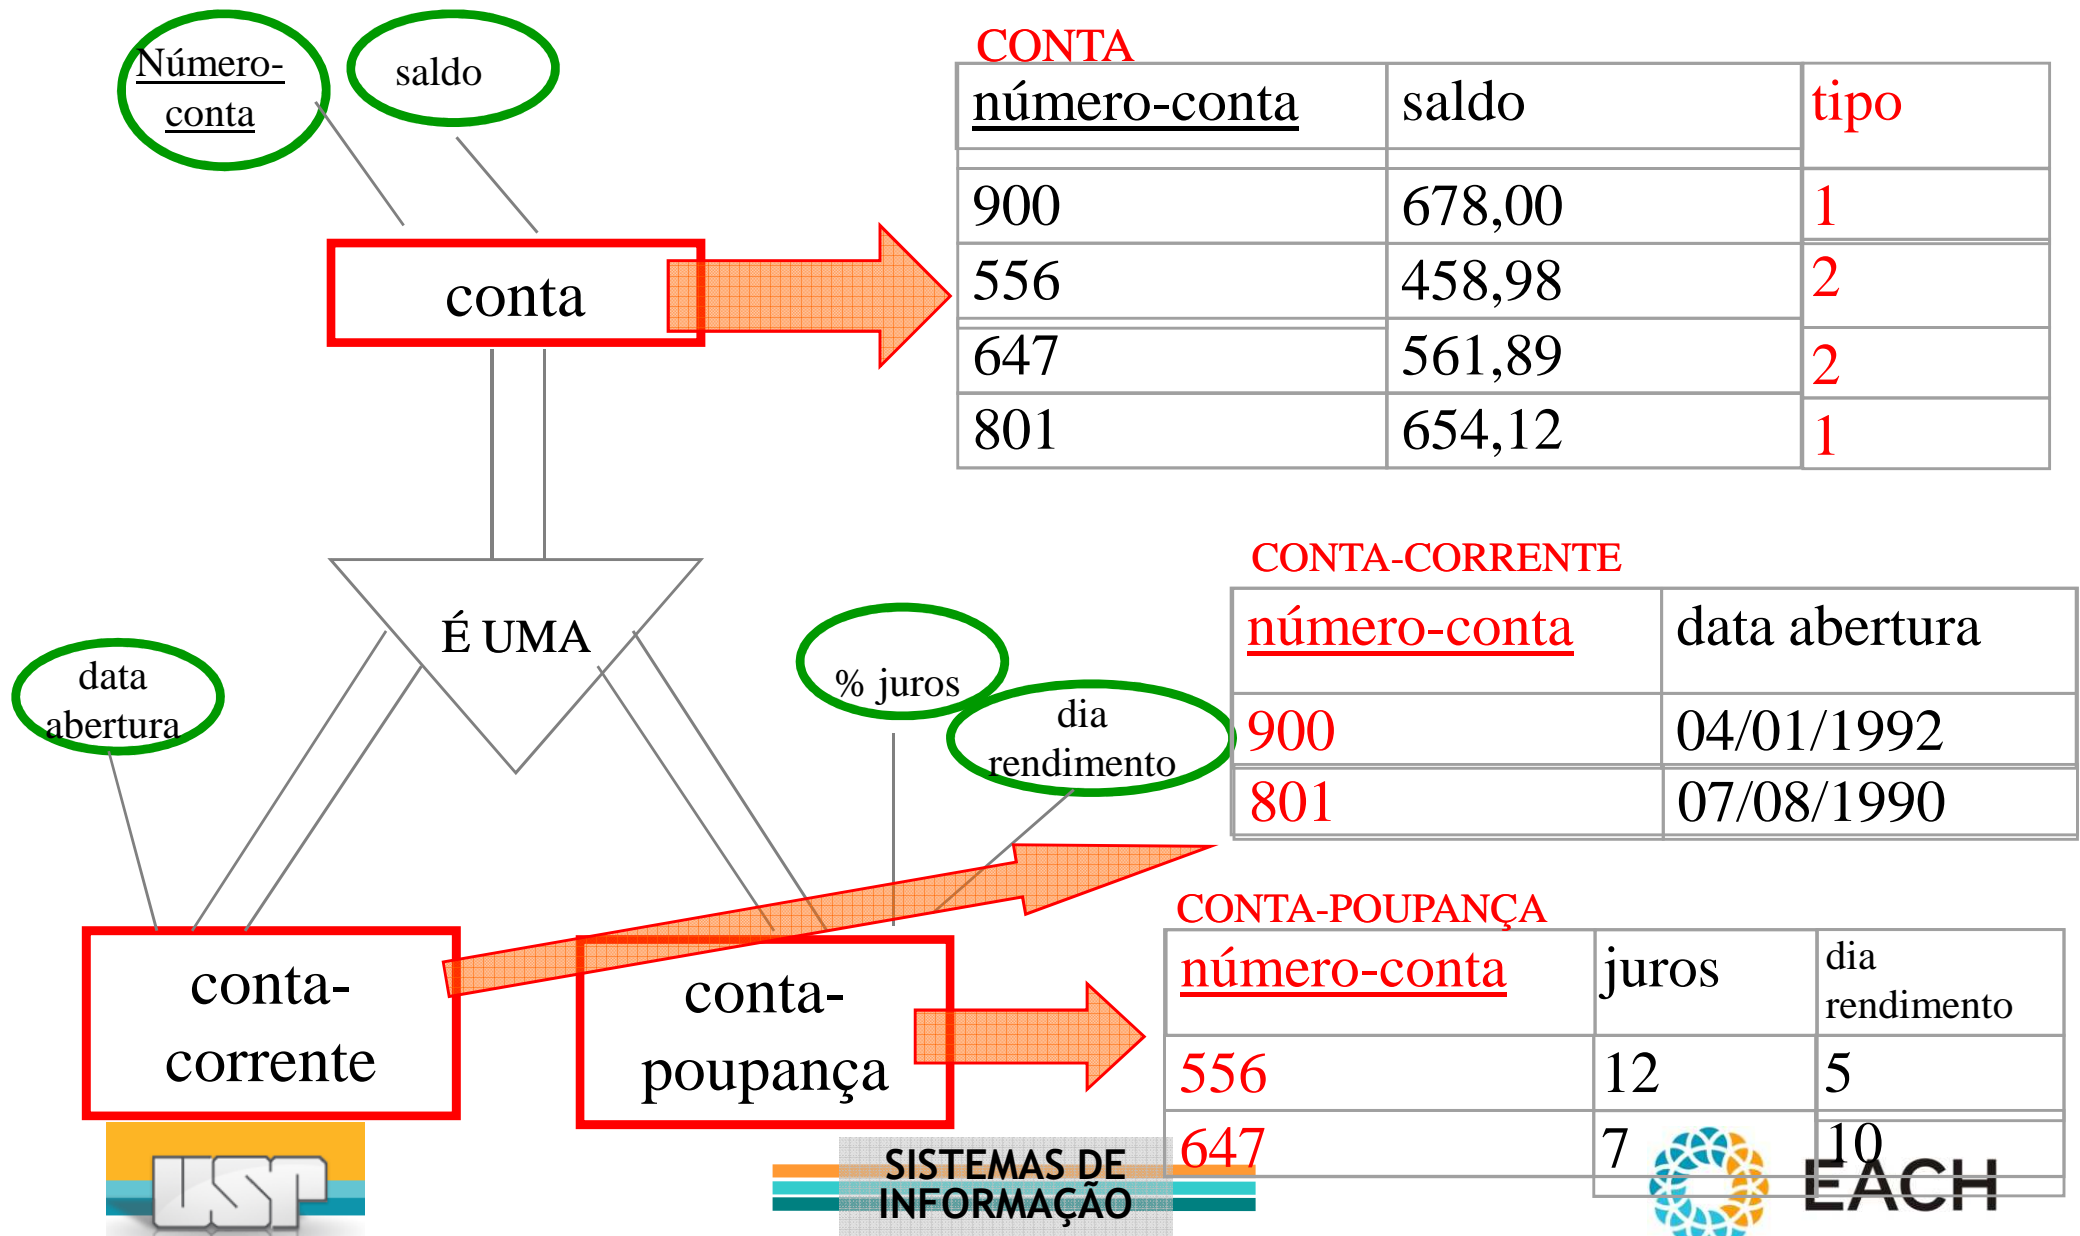 Número-
conta
saldo
conta
É UMA
data
abertura
% juros
dia
rendimento
conta-
corrente
conta-
poupança
CONTA
número-conta saldo tipo
900 678,00 1
556 458,98 2
647 561,89 2
801 654,12 1
CONTA-CORRENTE
número-conta data abertura
900 04/01/1992
801 07/08/1990
CONTA-POUPANÇA
número-conta juros dia
rendimento
556 12 5
647 7 10
USP
SISTEMAS DE
INFORMAÇÃO
EACH